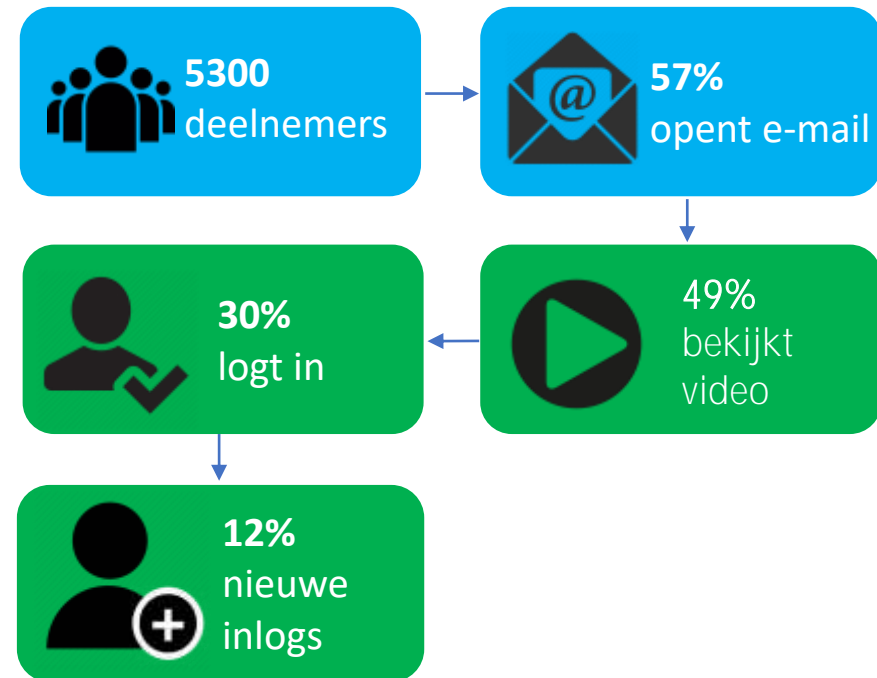 5300
deelnemers
57%
opent e-mail
49%
bekijkt
video
30%
logt in
12%
nieuwe
inlogs